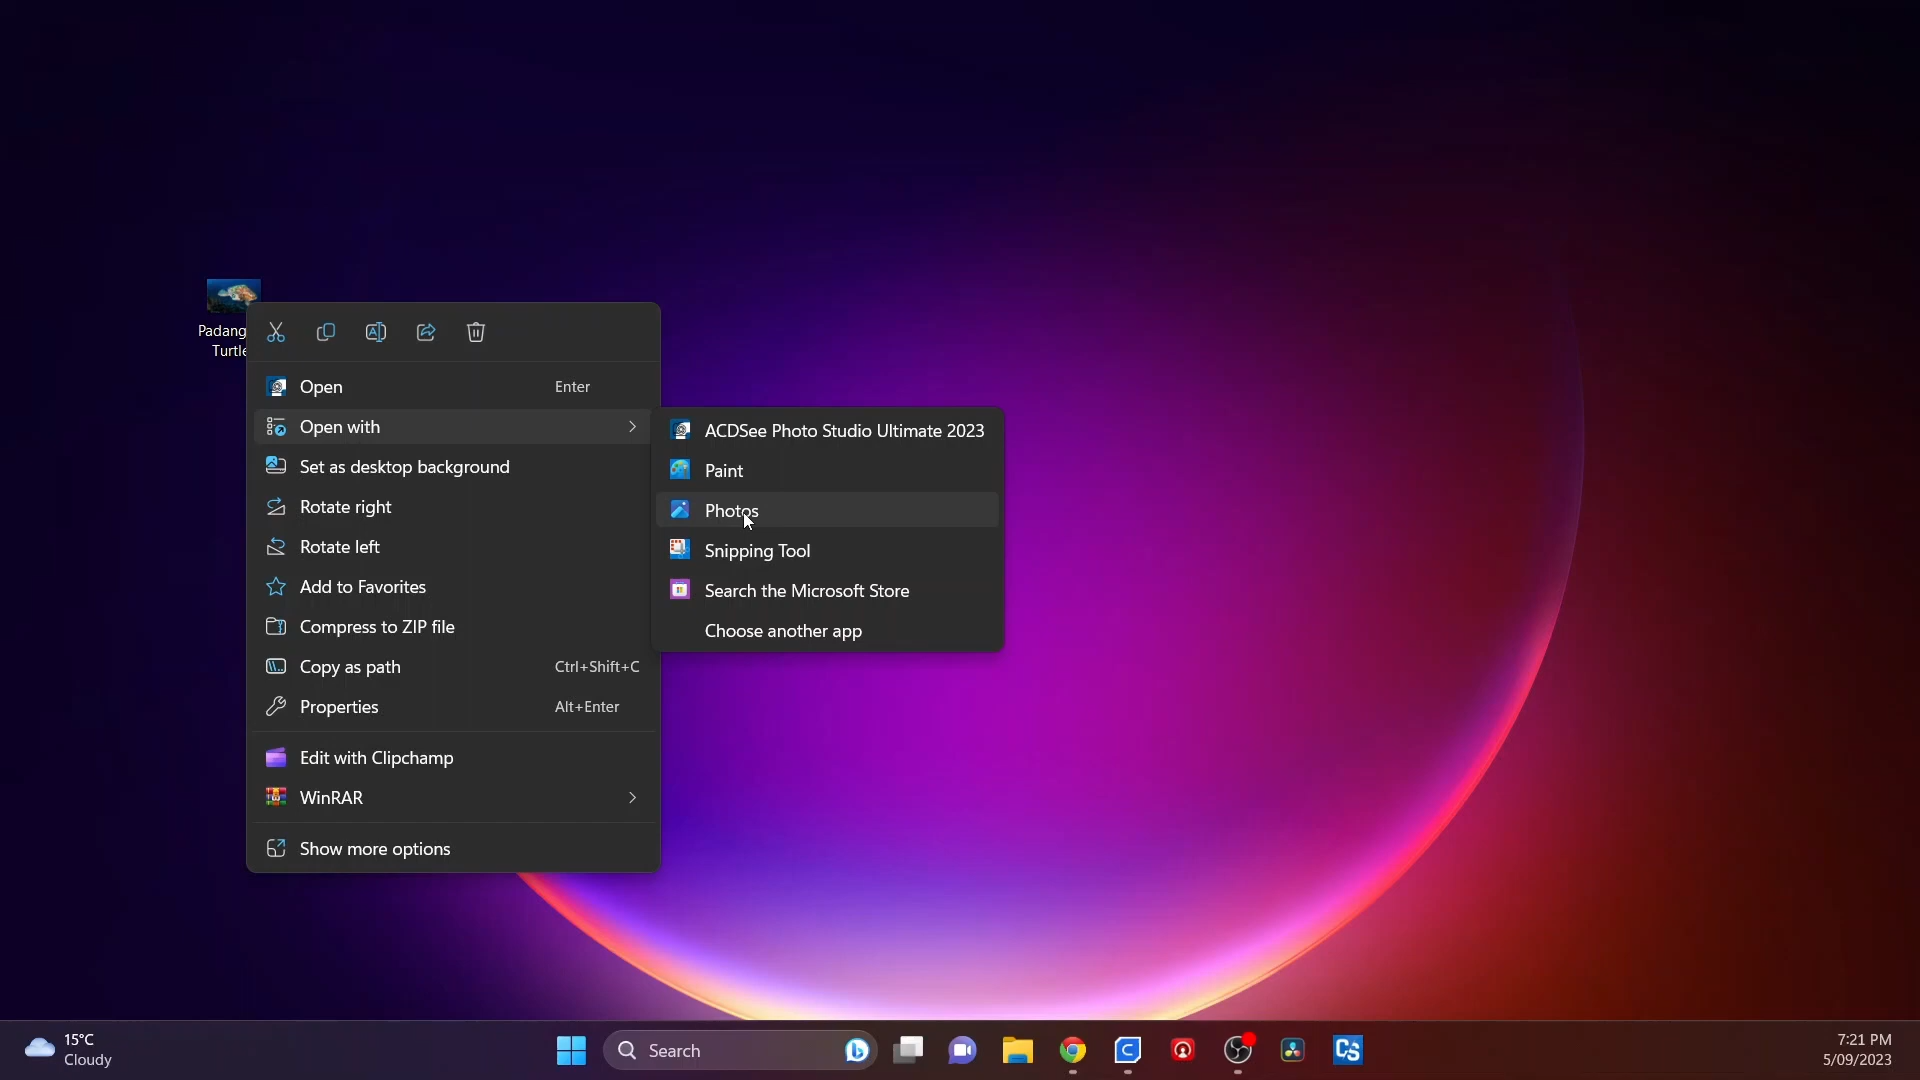 Padang
Turtle
Open Enter
Open with
Set as desktop background
Rotate right
Rotate left
Add to Favorites
Compress to ZIP file
Copy as path Ctrl+Shift+C
Properties Alt+Enter
Edit with Clipchamp
WinRAR
Show more options
ACDSee Photo Studio Ultimate 2023
Paint
Photos
Snipping Tool
Search the Microsoft Store
Choose another app
15°C
Cloudy
Search
CS
7:21 PM
5/09/2023